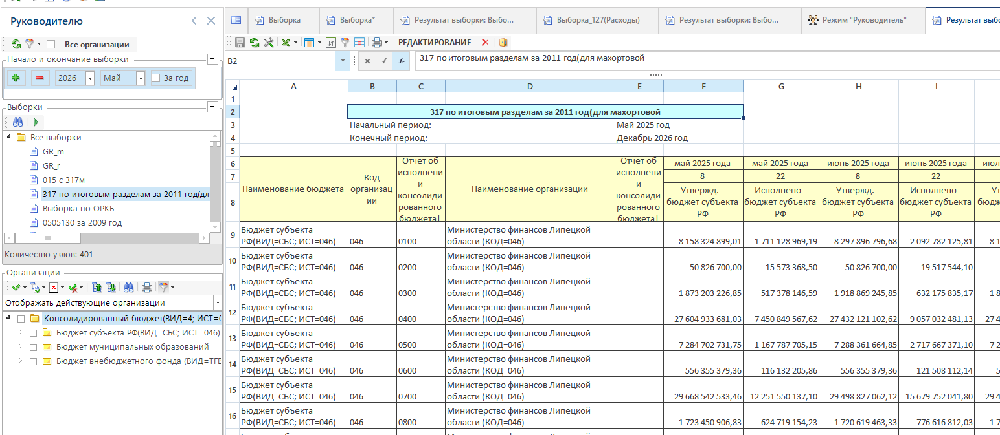 Руководителю
Все организации
Начало и окончание выборки
2026 Май За год
Выборки
Все выборки
GR_m
GR_r
015 с 317м
317 по итоговым разделам за 2011 год(дл
Выборка по ОРКБ
0505130 за 2009 год
Количество узлов: 401
Организации
Отображать действующие организации
Консолидированный бюджет(ВИД=4; ИСТ=0
Бюджет субъекта РФ(ВИД=СБС; ИСТ=046)
Бюджет муниципальных образований
Бюджет внебюджетного фонда (ВИД=ТГЕ
Выборка Выборка* Результат выборки: Выбо... Выборка_127(Расходы) Результат выборки: Выбо... Режим "Руководитель" Результат выбо
РЕДАКТИРОВАНИЕ
B2 fx 317 по итоговым разделам за 2011 год(для махортовой
A B C D E F G H I
1
2 317 по итоговым разделам за 2011 год(для махортовой
3 Начальный период: Май 2025 год
4 Конечный период: Декабрь 2026 год
5
6 май 2025 года май 2025 года июнь 2025 года июнь 2025 года июл
7 8 22 8 22
8
Наименование бюджета
Код
организац
ии
Отчет об
исполнени
и
консолиди
рованного
бюджета|
Наименование организации
Отчет об
исполнени
и
консолиди
рованного
бюджета|
Утвержд. -
бюджет субъекта
РФ
Исполнено -
бюджет субъекта
РФ
Утвержд. -
бюджет субъекта
РФ
Исполнено -
бюджет субъекта
РФ
Ут
бюдж
Бюджет субъекта Министерство финансов Липецкой
9 РФ(ВИД=СБС; ИСТ=046) 046 0100 области (КОД=046) 8 158 324 899,01 1 711 128 969,19 8 297 896 796,68 2 092 782 125,81 8 1
Бюджет субъекта Министерство финансов Липецкой
10 РФ(ВИД=СБС; ИСТ=046) 046 0200 области (КОД=046) 50 826 700,00 15 573 368,50 50 826 700,00 19 517 544,10
Бюджет субъекта Министерство финансов Липецкой
11 РФ(ВИД=СБС; ИСТ=046) 046 0300 области (КОД=046) 1 873 203 226,85 517 378 146,59 1 918 869 245,85 632 175 835,17 1 8
Бюджет субъекта Министерство финансов Липецкой
12 РФ(ВИД=СБС; ИСТ=046) 046 0400 области (КОД=046) 27 604 933 681,03 7 450 849 567,62 27 432 121 102,62 9 057 032 481,13 27 4
Бюджет субъекта Министерство финансов Липецкой
13 РФ(ВИД=СБС; ИСТ=046) 046 0500 области (КОД=046) 7 284 702 731,75 1 167 787 705,15 7 288 361 664,85 2 717 667 371,10 7 2
Бюджет субъекта Министерство финансов Липецкой
14 РФ(ВИД=СБС; ИСТ=046) 046 0600 области (КОД=046) 556 355 379,36 116 132 205,86 556 355 379,36 121 508 112,14 5
Бюджет субъекта Министерство финансов Липецкой
15 РФ(ВИД=СБС; ИСТ=046) 046 0700 области (КОД=046) 29 668 542 533,46 12 251 550 137,10 29 498 827 062,12 15 679 752 041,80 29 4
Бюджет субъекта Министерство финансов Липецкой
16 РФ(ВИД=СБС; ИСТ=046) 046 0800 области (КОД=046) 1 723 450 906,83 624 719 154,23 1 720 619 463,33 776 616 812,03 1 7